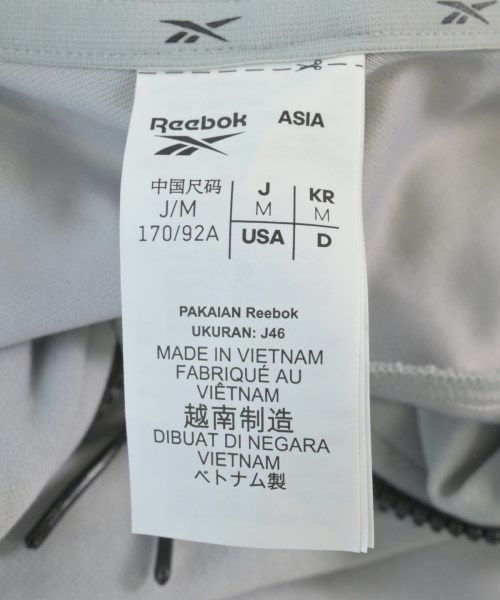 Reebok ASIA
中国尺码 J KR
J/M M M
170/92A USA D
PAKAIAN Reebok
UKURAN: J46
MADE IN VIETNAM
FABRIQUÉ AU
VIÊTNAM
越南制造
DIBUAT DI NEGARA
VIETNAM
ベトナム製